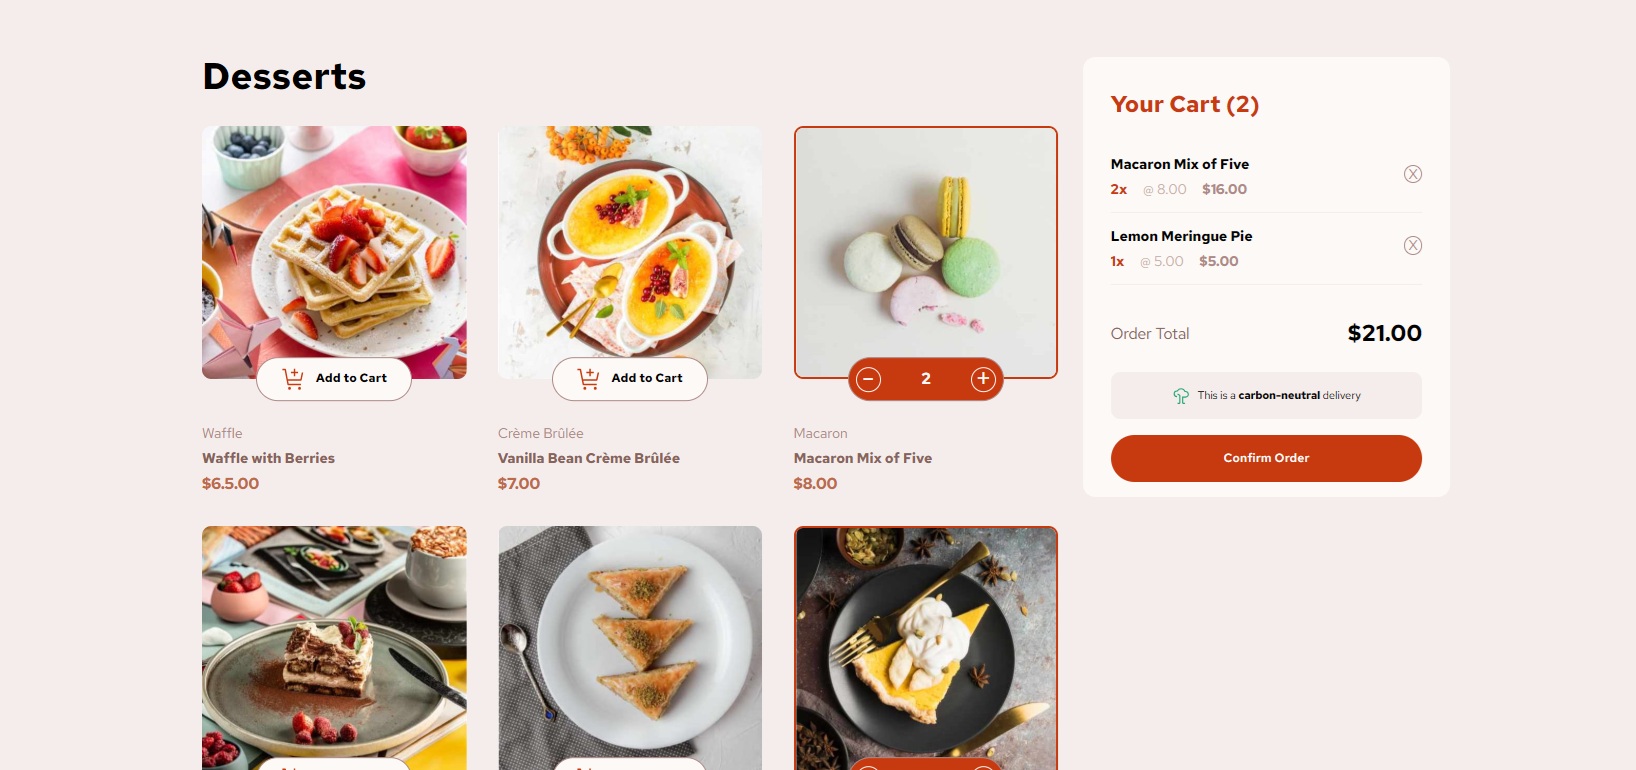 Desserts
Add to Cart
Add to Cart
2
Waffle
Waffle with Berries
$6.5.00
Crème Brûlée
Vanilla Bean Crème Brûlée
$7.00
Macaron
Macaron Mix of Five
$8.00
Your Cart (2)
Macaron Mix of Five
2x @ 8.00 $16.00
Lemon Meringue Pie
1x @ 5.00 $5.00
Order Total $21.00
This is a carbon-neutral delivery
Confirm Order